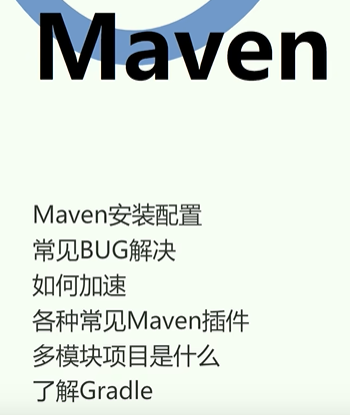 Maven
Maven安装配置
常见BUG解决
如何加速
各种常见Maven插件
多模块项目是什么
了解Gradle